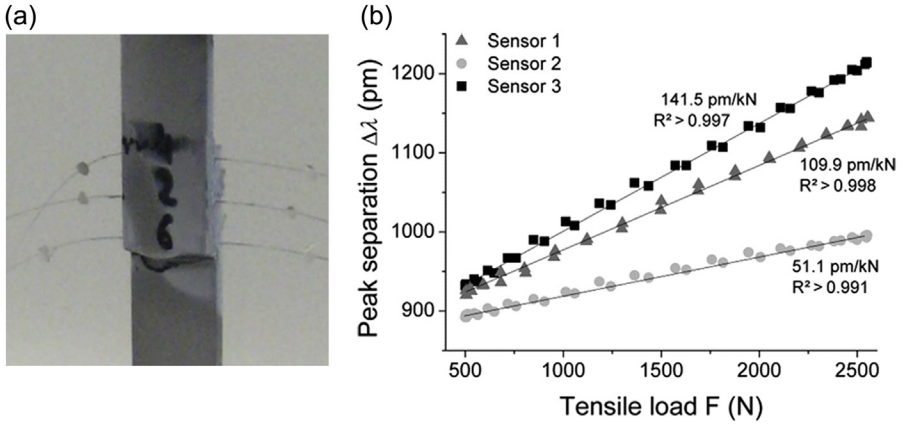 (a)
(b)
Sensor 1
Sensor 2
Sensor 3
141.5 pm/kN
R² > 0.997
109.9 pm/kN
R² > 0.998
51.1 pm/kN
R² > 0.991
Peak separation Δλ (pm)
1200
1100
1000
900
500
1000
1500
2000
2500
Tensile load F (N)